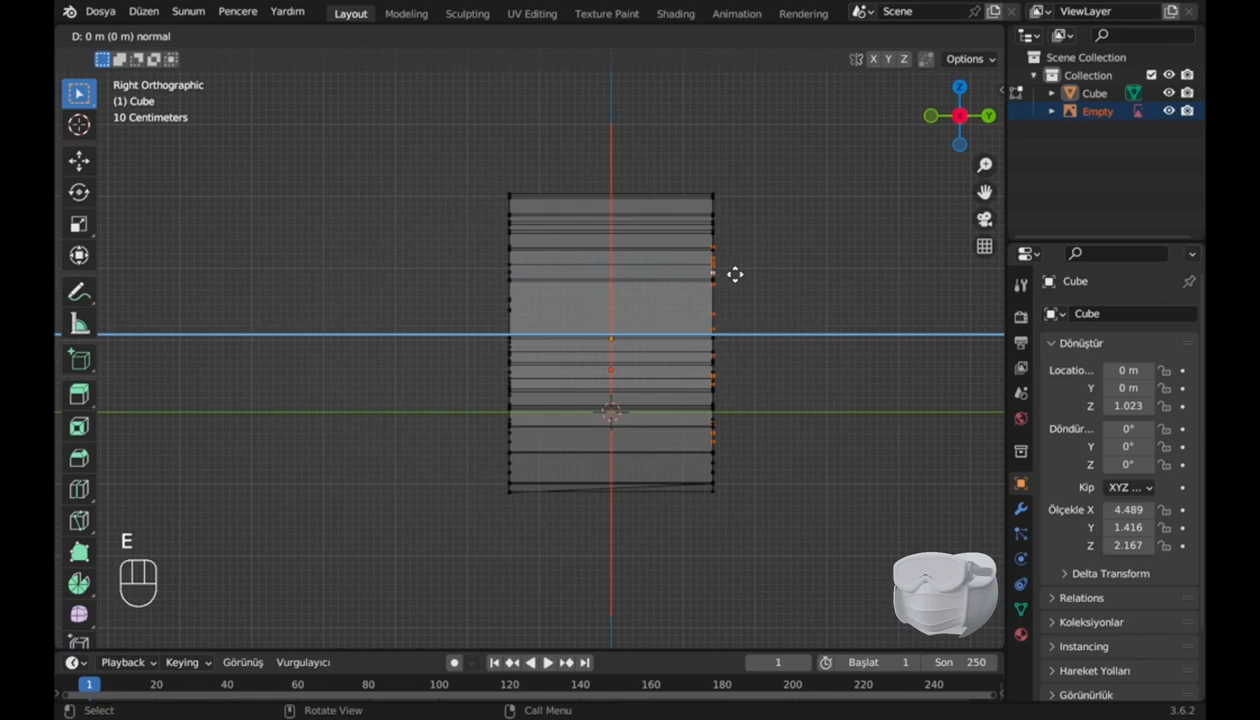 Dosya Düzen Sunum Pencere Yardım Layout Modeling Sculpting UV Editing Texture Paint Shading Animation Rendering Scene ViewLayer
D: 0 m (0 m) normal
X Y Z Options
Right Orthographic
(1) Cube
10 Centimeters
Z
Y
X
E
Scene Collection
Collection
Cube
Empty
Cube
Cube
Dönüştür
Locatio... 0 m
Y 0 m
Z 1.023
Döndür... 0°
Y 0°
Z 0°
Kip XYZ ...
Ölçekle X 4.489
Y 1.416
Z 2.167
Delta Transform
Relations
Koleksiyonlar
Instancing
Hareket Yolları
Görünürlük
Playback Keying Görünüş Vurgulayıcı 1 Başlat 1 Son 250
1 20 40 60 80 100 120 140 160 180 200 220 240
Select Rotate View Call Menu 3.6.2